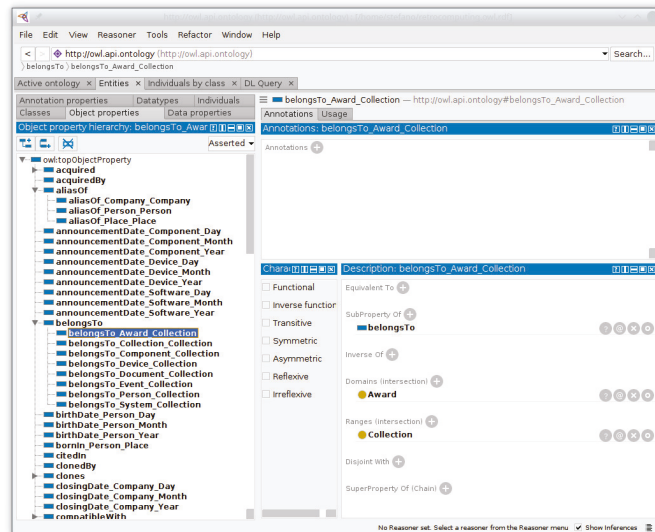 File Edit View Reasoner Tools Refactor Window Help
< > http://owl.api.ontology (http://owl.api.ontology) Search...
belongsTo belongsTo_Award_Collection
Active ontology × Entities × Individuals by class × DL Query ×
Annotation properties Datatypes Individuals
Classes Object properties Data properties
Object property hierarchy: belongsTo_Awar
Asserted
owl:topObjectProperty
acquired
acquiredBy
aliasOf
aliasOf_Company_Company
aliasOf_Person_Person
aliasOf_Place_Place
announcementDate_Component_Day
announcementDate_Component_Month
announcementDate_Component_Year
announcementDate_Device_Day
announcementDate_Device_Month
announcementDate_Device_Year
announcementDate_Software_Day
announcementDate_Software_Month
announcementDate_Software_Year
belongsTo
belongsTo_Award_Collection
belongsTo_Collection_Collection
belongsTo_Component_Collection
belongsTo_Device_Collection
belongsTo_Document_Collection
belongsTo_Event_Collection
belongsTo_Person_Collection
belongsTo_System_Collection
birthDate_Person_Day
birthDate_Person_Month
birthDate_Person_Year
bornIn_Person_Place
citedIn
clonedBy
clones
closingDate_Company_Day
closingDate_Company_Month
closingDate_Company_Year
compatibleWith
belongsTo_Award_Collection — http://owl.api.ontology#belongsTo_Award_Collection
Annotations Usage
Annotations: belongsTo_Award_Collection
Annotations
Chara
Functional
Inverse function
Transitive
Symmetric
Asymmetric
Reflexive
Irreflexive
Description: belongsTo_Award_Collection
Equivalent To
SubProperty Of
belongsTo
Inverse Of
Domains (intersection)
Award
Ranges (intersection)
Collection
Disjoint With
SuperProperty Of (Chain)
No Reasoner set. Select a reasoner from the Reasoner menu Show Inferences